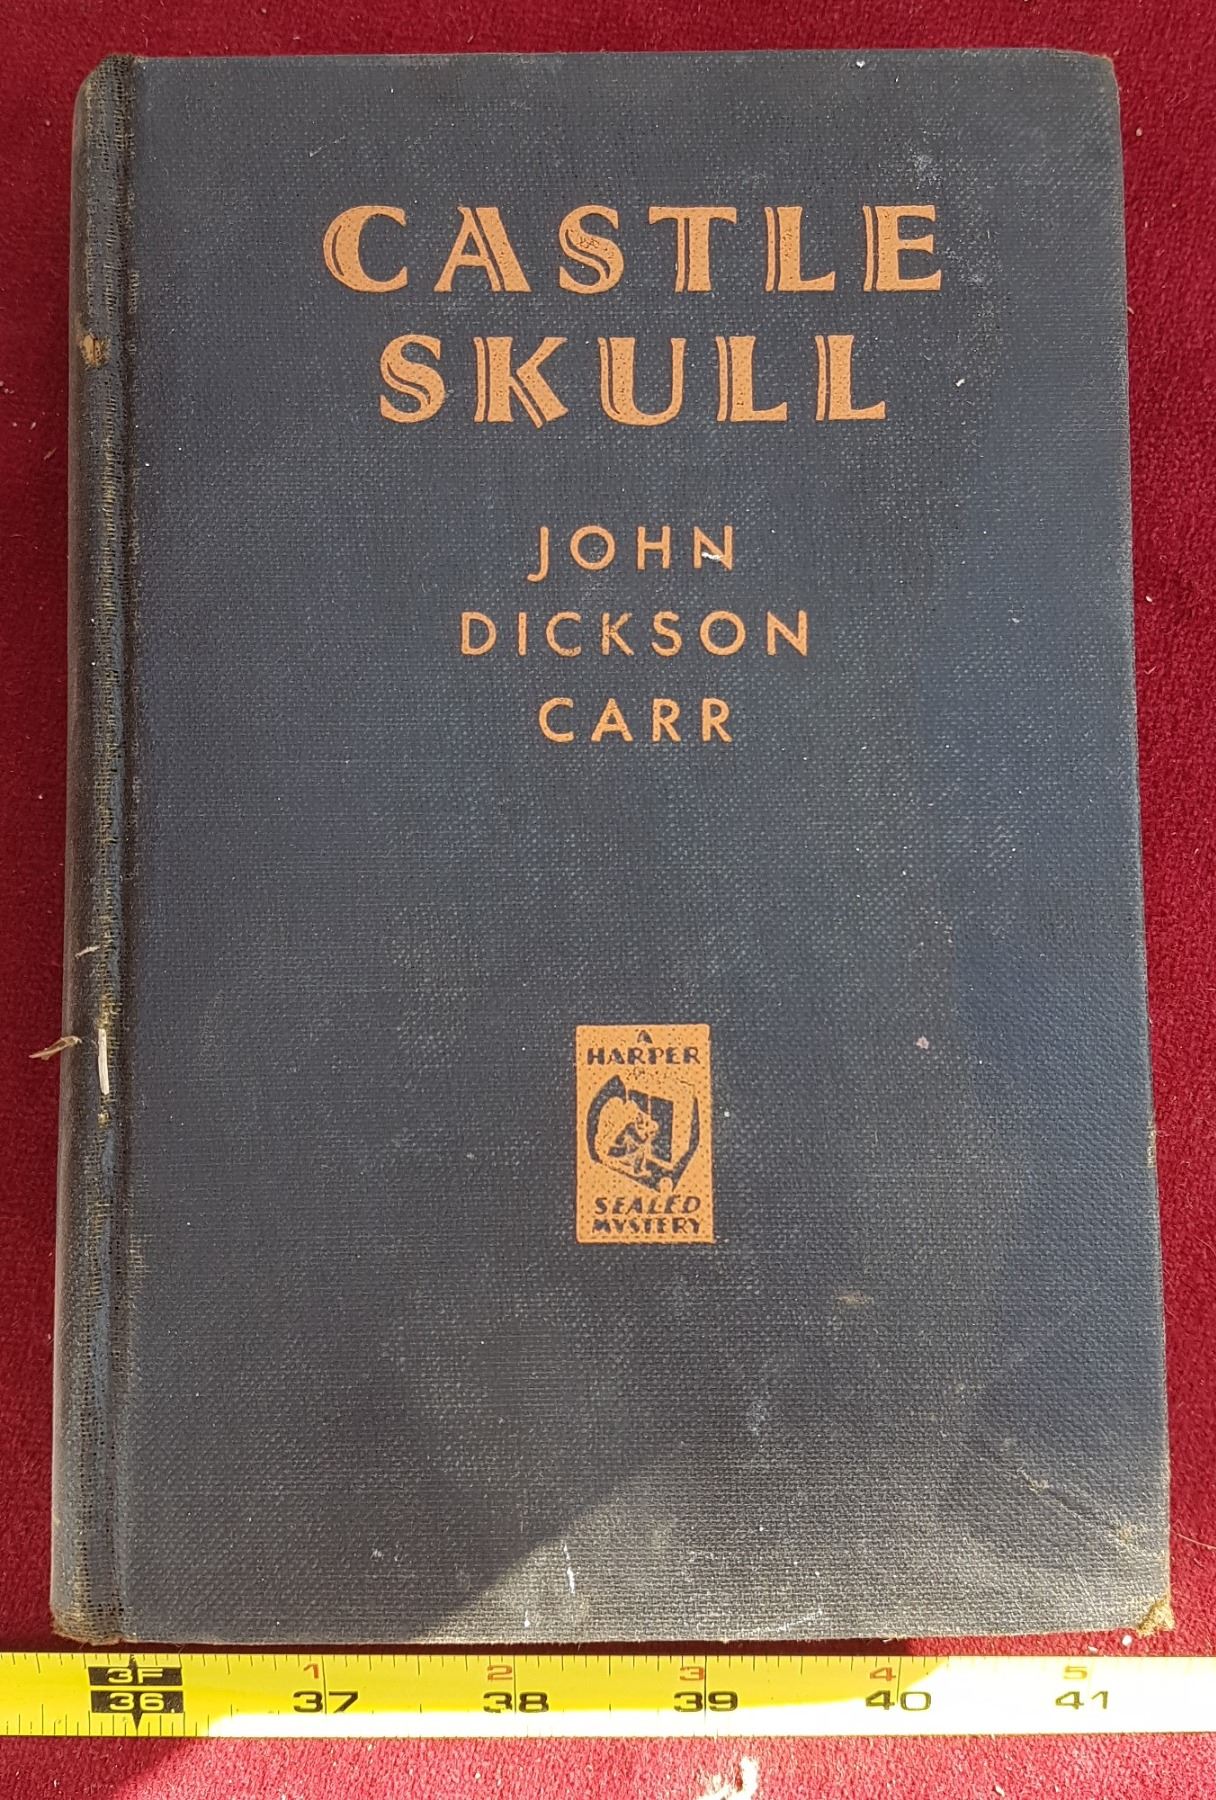 CASTLE
SKULL
JOHN
DICKSON
CARR
A
HARPER
SEALED
MYSTERY
3F 1 2 3 4 5
36 37 38 39 40 41